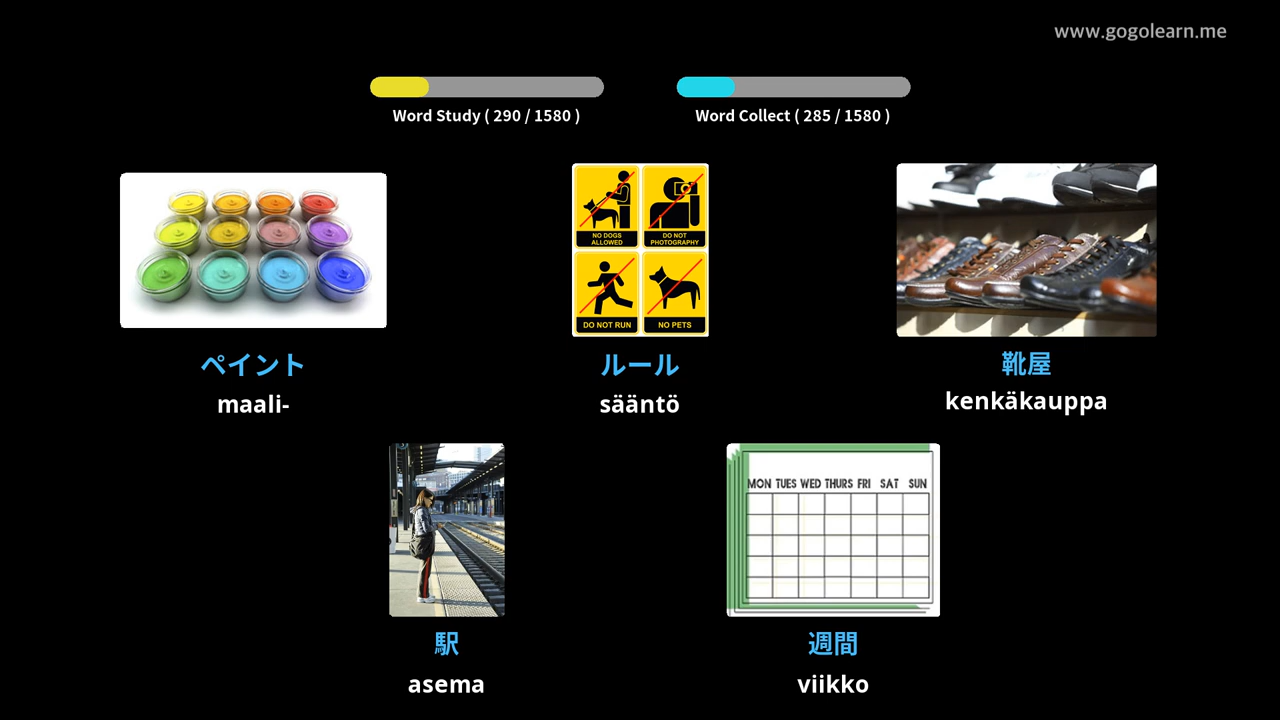 www.gogolearn.me
Word Study ( 290 / 1580 )
Word Collect ( 285 / 1580 )
NO DOGS
ALLOWED
DO NOT
PHOTOGRAPHY
DO NOT RUN
NO PETS
ペイント
ルール
靴屋
maali-
sääntö
kenkäkauppa
MON TUES WED THURS FRI SAT SUN
駅
週間
asema
viikko